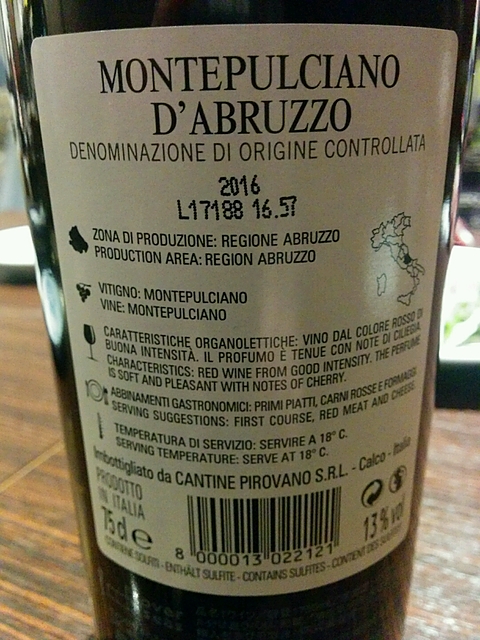 MONTEPULCIANO
D'ABRUZZO
DENOMINAZIONE DI ORIGINE CONTROLLATA
2016
L17188 16.57
ZONA DI PRODUZIONE: REGIONE ABRUZZO
PRODUCTION AREA: REGION ABRUZZO
VITIGNO: MONTEPULCIANO
VINE: MONTEPULCIANO
CARATTERISTICHE ORGANOLETTICHE: VINO DAL COLORE ROSSO DI
BUONA INTENSITÀ. IL PROFUMO È TENUE CON NOTE DI CILIEGIA.
CHARACTERISTICS: RED WINE FROM GOOD INTENSITY. THE PERFUME
IS SOFT AND PLEASANT WITH NOTES OF CHERRY.
ABBINAMENTI GASTRONOMICI: PRIMI PIATTI, CARNI ROSSE E FORMAGGI.
SERVING SUGGESTIONS: FIRST COURSE, RED MEAT AND CHEESE.
TEMPERATURA DI SERVIZIO: SERVIRE A 18° C.
SERVING TEMPERATURE: SERVE AT 18° C.
Imbottigliato da CANTINE PIROVANO S.R.L. - Calco - Italia
PRODOTTO
IN ITALIA
75 cl e
13% vol
8 000013 022121
CONTIENE SOLFITI - ENTHÄLT SULFITE - CONTAINS SULFITES - CONTIENT DES SULFITES